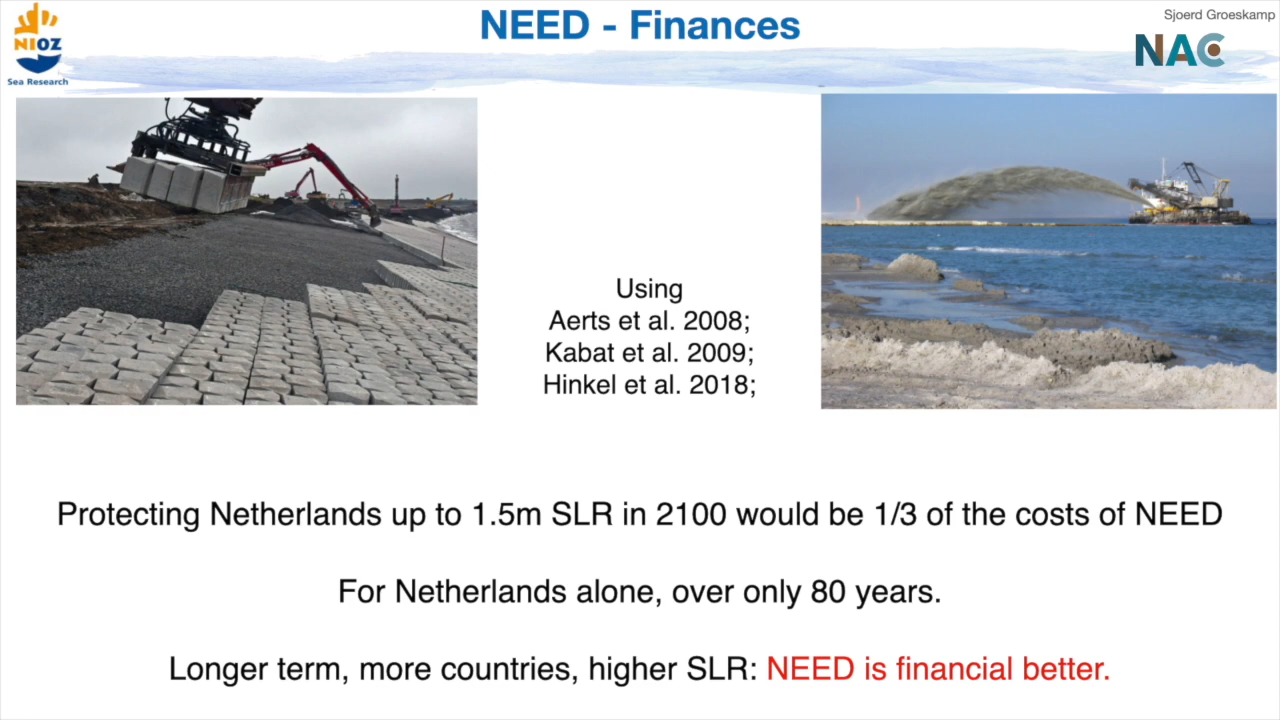 NIOZ
Sea Research
NEED - Finances
Sjoerd Groeskamp
NAC
Using
Aerts et al. 2008;
Kabat et al. 2009;
Hinkel et al. 2018;
Protecting Netherlands up to 1.5m SLR in 2100 would be 1/3 of the costs of NEED
For Netherlands alone, over only 80 years.
Longer term, more countries, higher SLR: NEED is financial better.